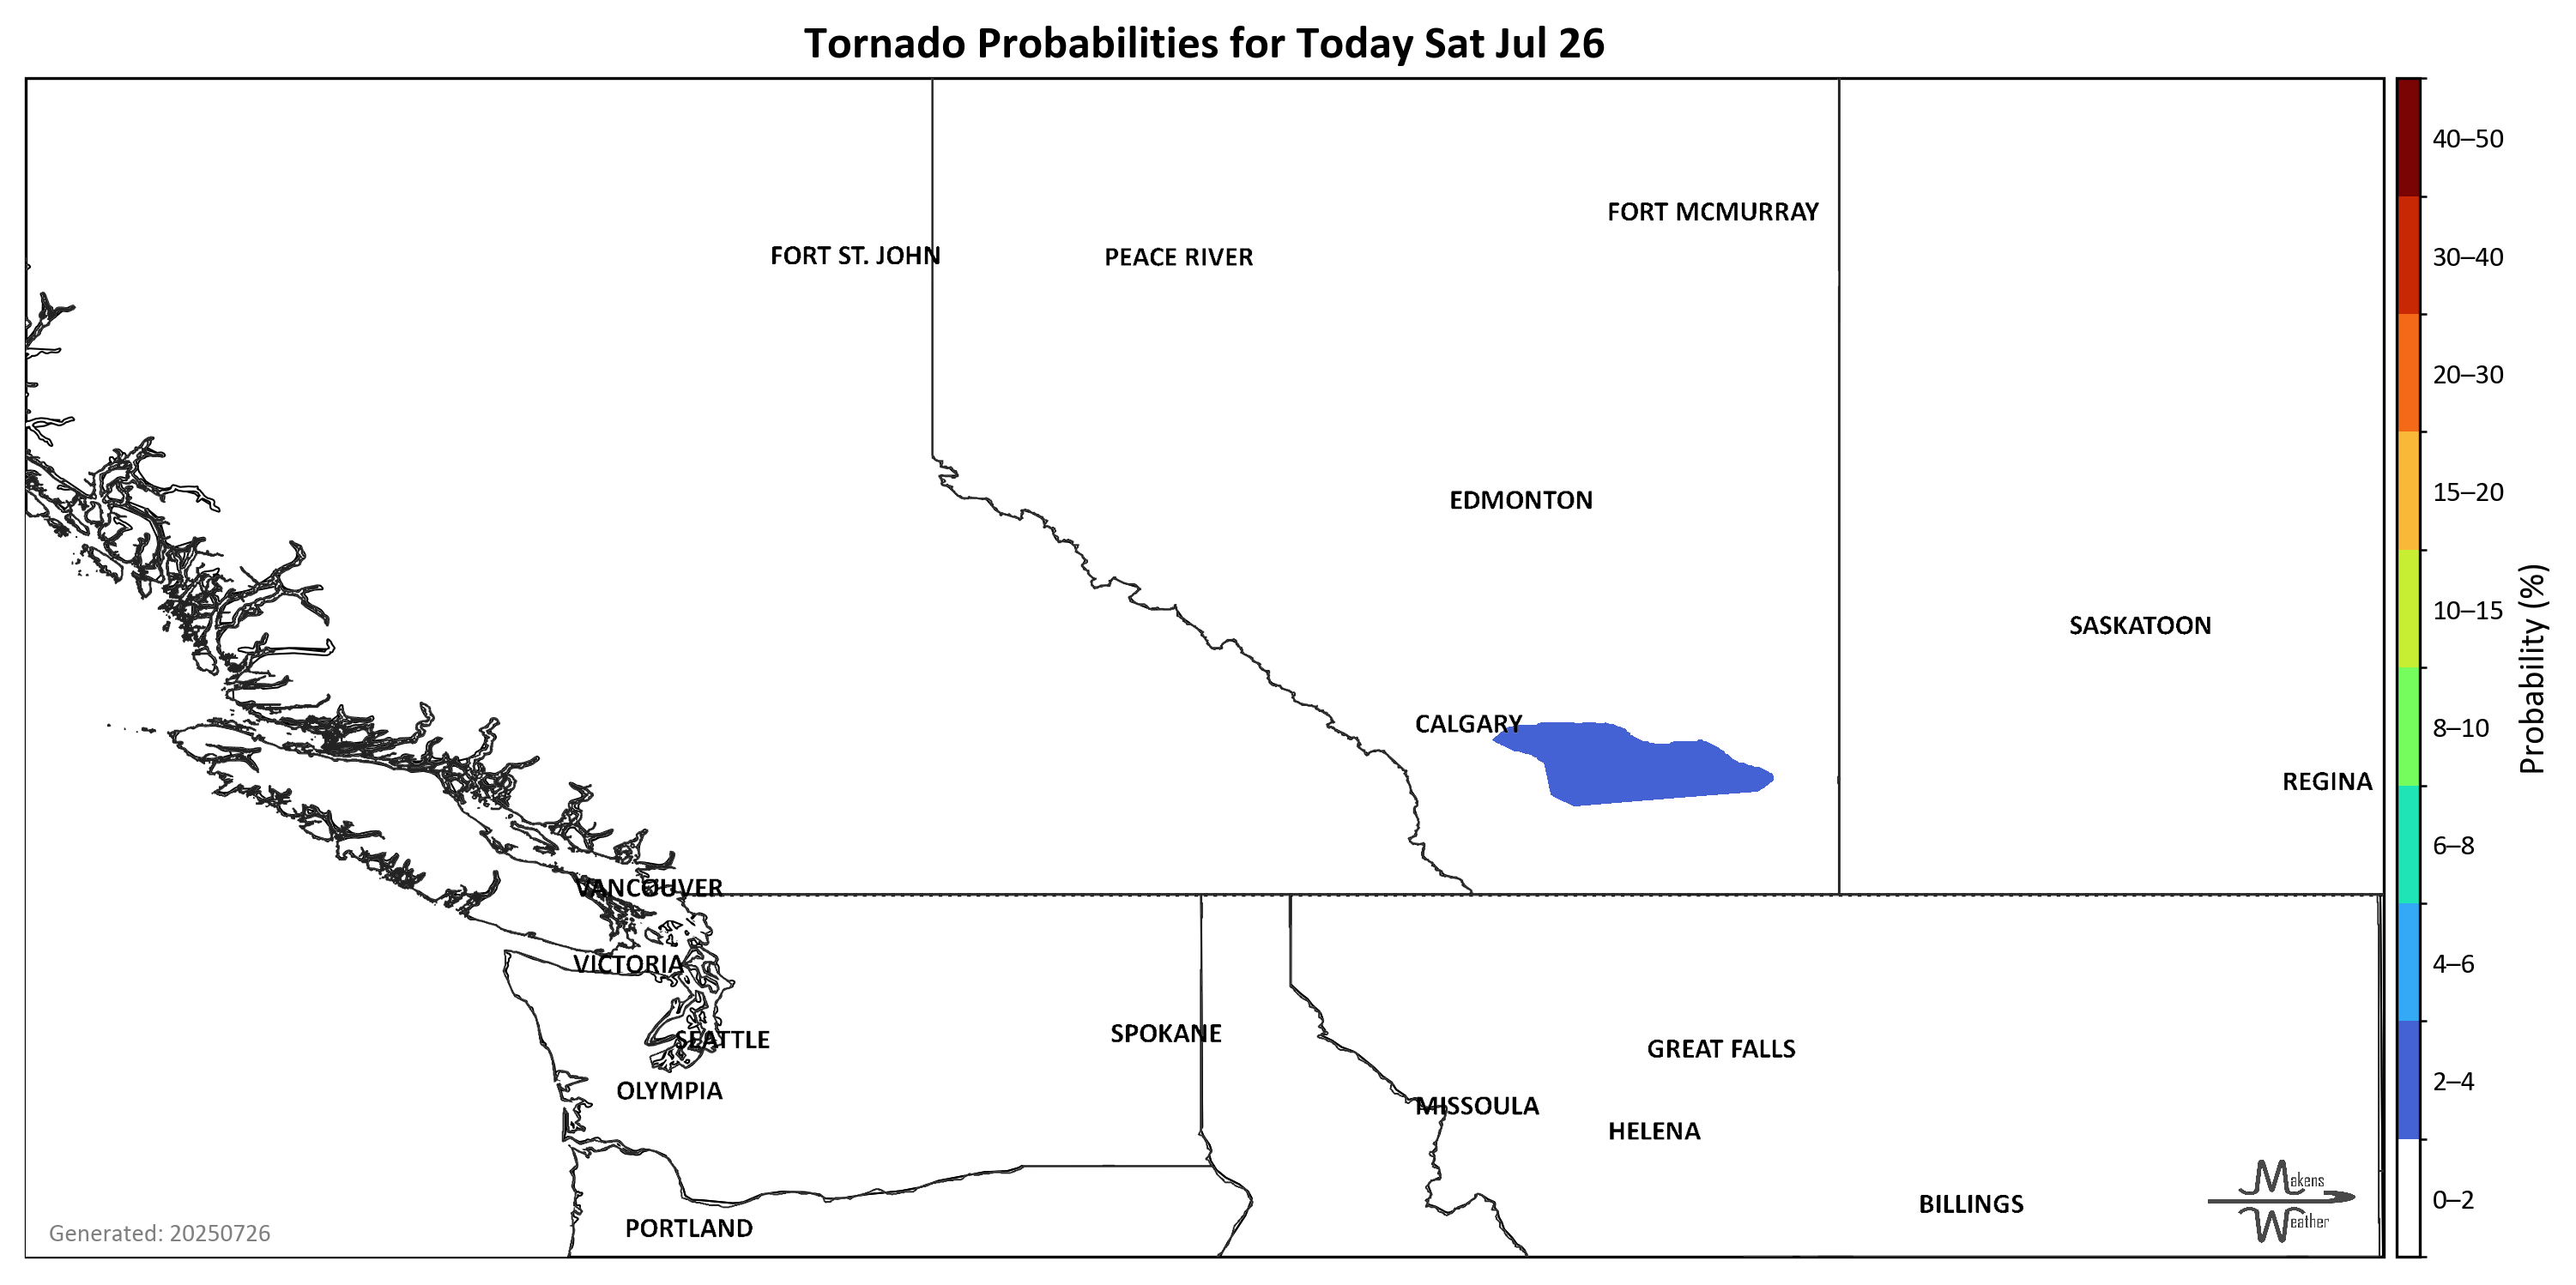 Tornado Probabilities for Today Sat Jul 26
40–50
FORT MCMURRAY
FORT ST. JOHN
PEACE RIVER
30–40
20–30
EDMONTON
15–20
10–15
SASKATOON
Probability (%)
CALGARY
8–10
REGINA
6–8
VANCOUVER
VICTORIA
4–6
SEATTLE
SPOKANE
GREAT FALLS
2–4
OLYMPIA
MISSOULA
HELENA
Makens
Weather
BILLINGS
0–2
PORTLAND
Generated: 20250726